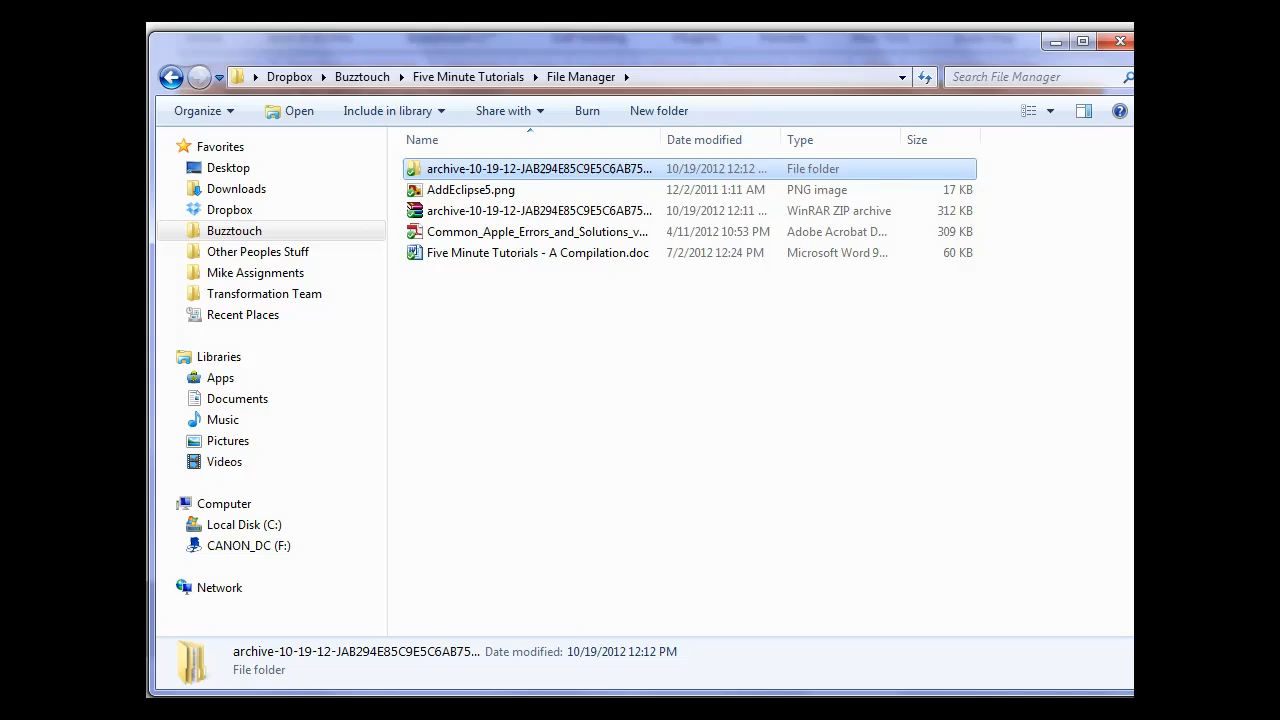 Dropbox Buzztouch Five Minute Tutorials File Manager Search File Manager
Organize Open Include in library Share with Burn New folder
Name Date modified Type Size
Favorites
Desktop
Downloads
Dropbox
Buzztouch
Other Peoples Stuff
Mike Assignments
Transformation Team
Recent Places
Libraries
Apps
Documents
Music
Pictures
Videos
Computer
Local Disk (C:)
CANON_DC (F:)
Network
archive-10-19-12-JAB294E85C9E5C6AB75... 10/19/2012 12:12 ... File folder
AddEclipse5.png 12/2/2011 1:11 AM PNG image 17 KB
archive-10-19-12-JAB294E85C9E5C6AB75... 10/19/2012 12:11 ... WinRAR ZIP archive 312 KB
Common_Apple_Errors_and_Solutions_v... 4/11/2012 10:53 PM Adobe Acrobat D... 309 KB
Five Minute Tutorials - A Compilation.doc 7/2/2012 12:24 PM Microsoft Word 9... 60 KB
archive-10-19-12-JAB294E85C9E5C6AB75... Date modified: 10/19/2012 12:12 PM
File folder